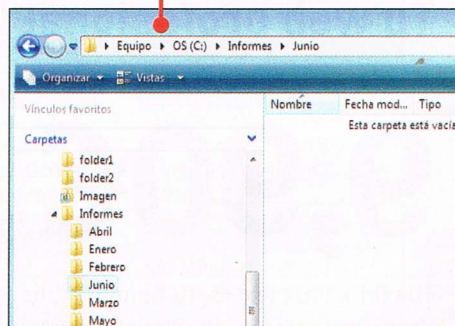 Equipo ▸ OS (C:) ▸ Informes ▸ Junio
Organizar Vistas
Vínculos favoritos
Nombre Fecha mod... Tipo
Esta carpeta está vacía
Carpetas
folder1
folder2
Imagen
Informes
Abril
Enero
Febrero
Junio
Marzo
Mayo